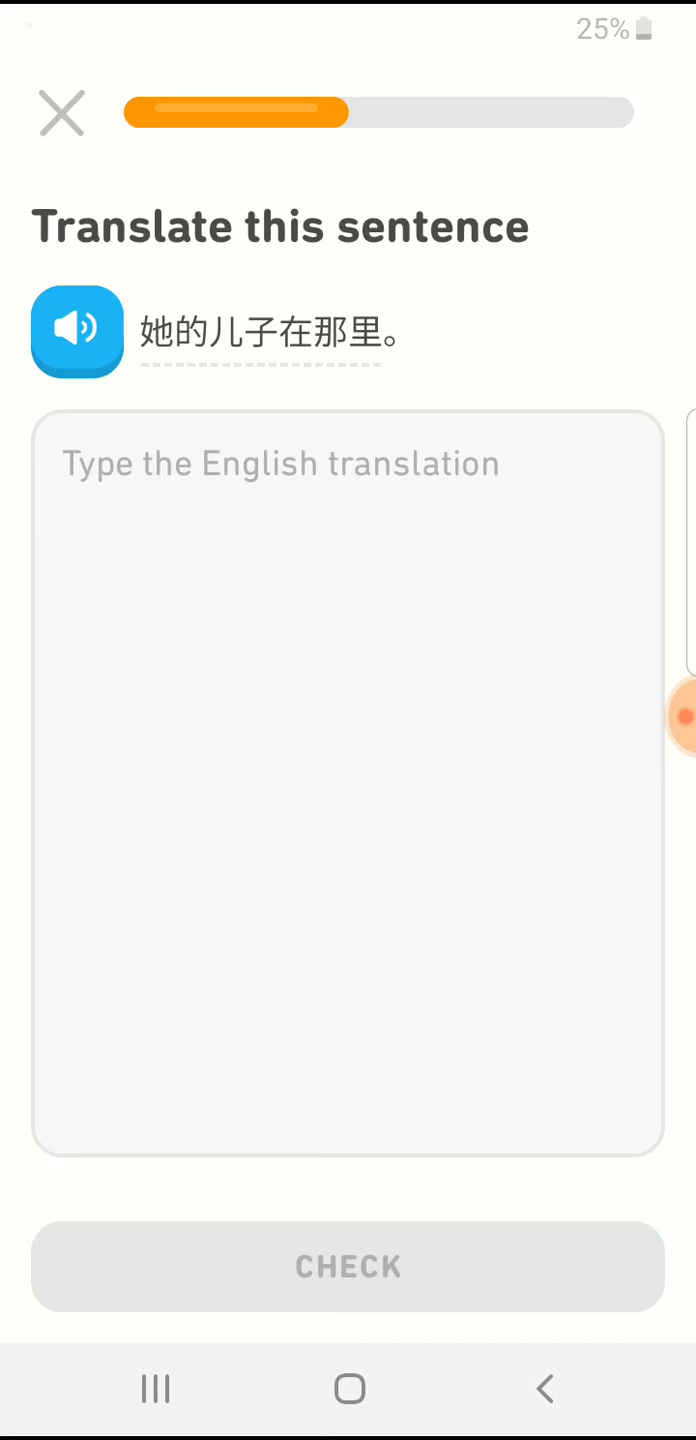 25%
Translate this sentence
她的儿子在那里。
Type the English translation
CHECK